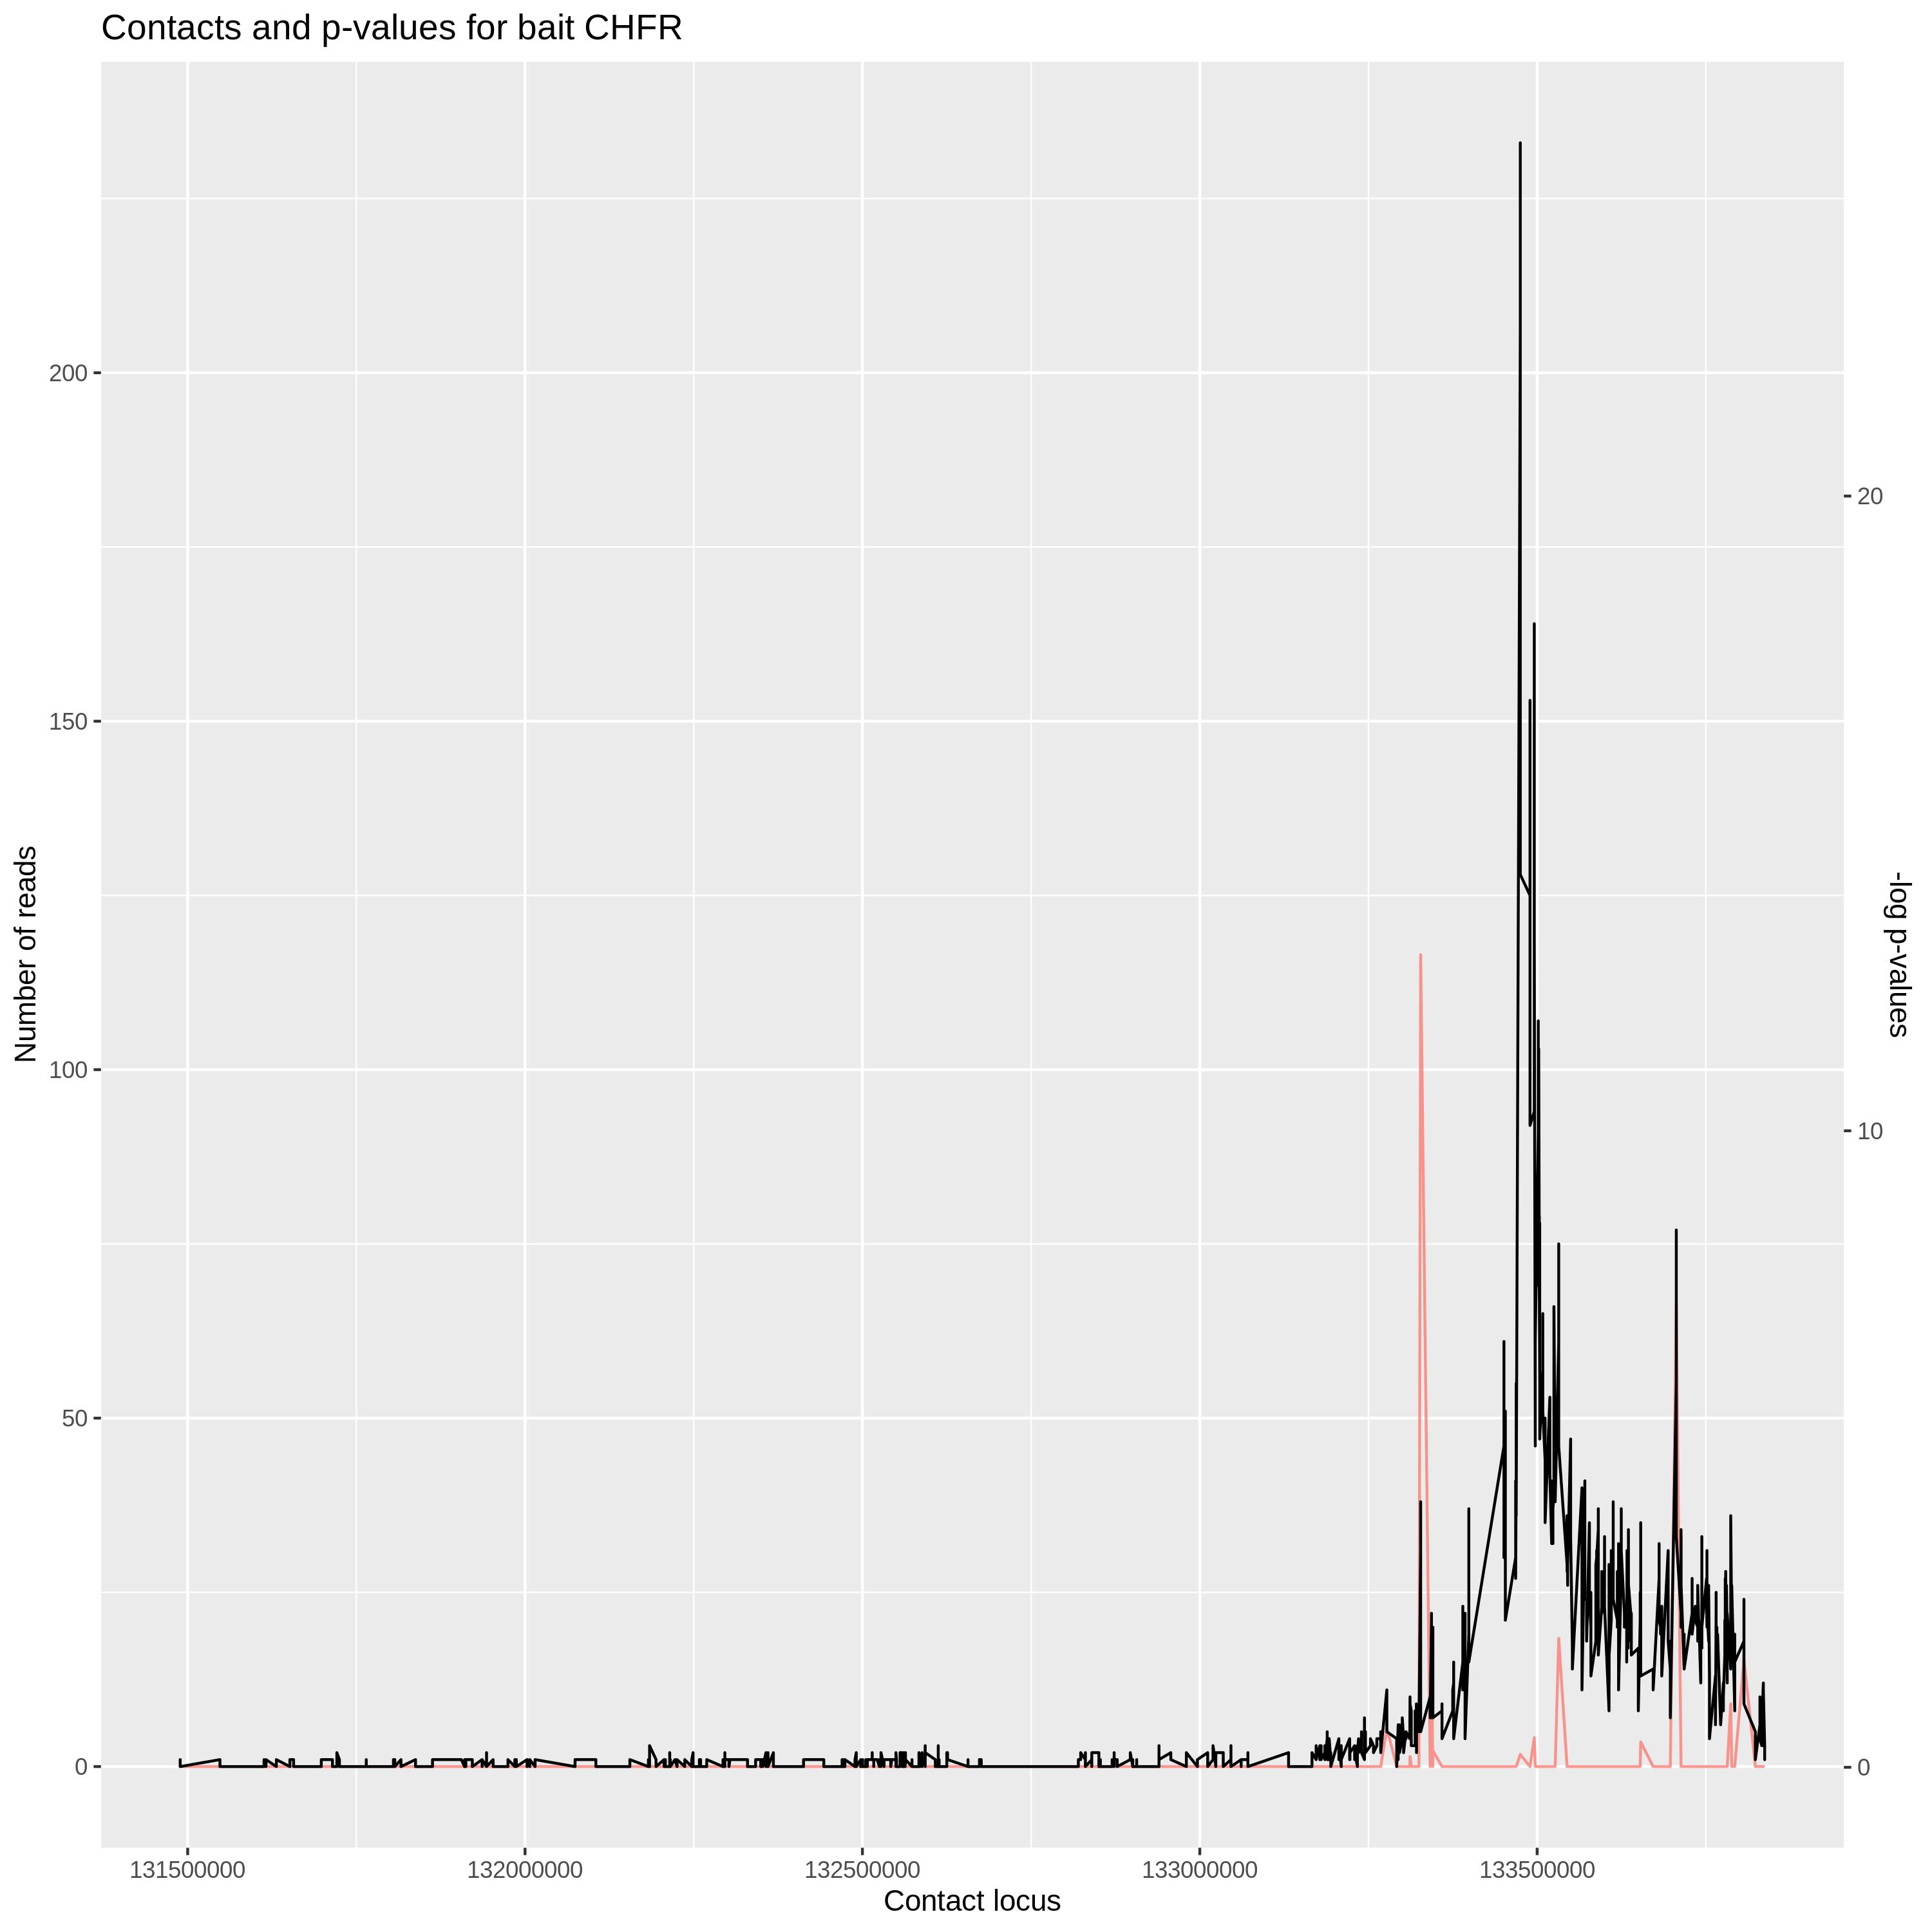 Contacts and p-values for bait CHFR
200
150
100
50
0
Number of reads
20
10
0
-log p-values
131500000 132000000 132500000 133000000 133500000
Contact locus